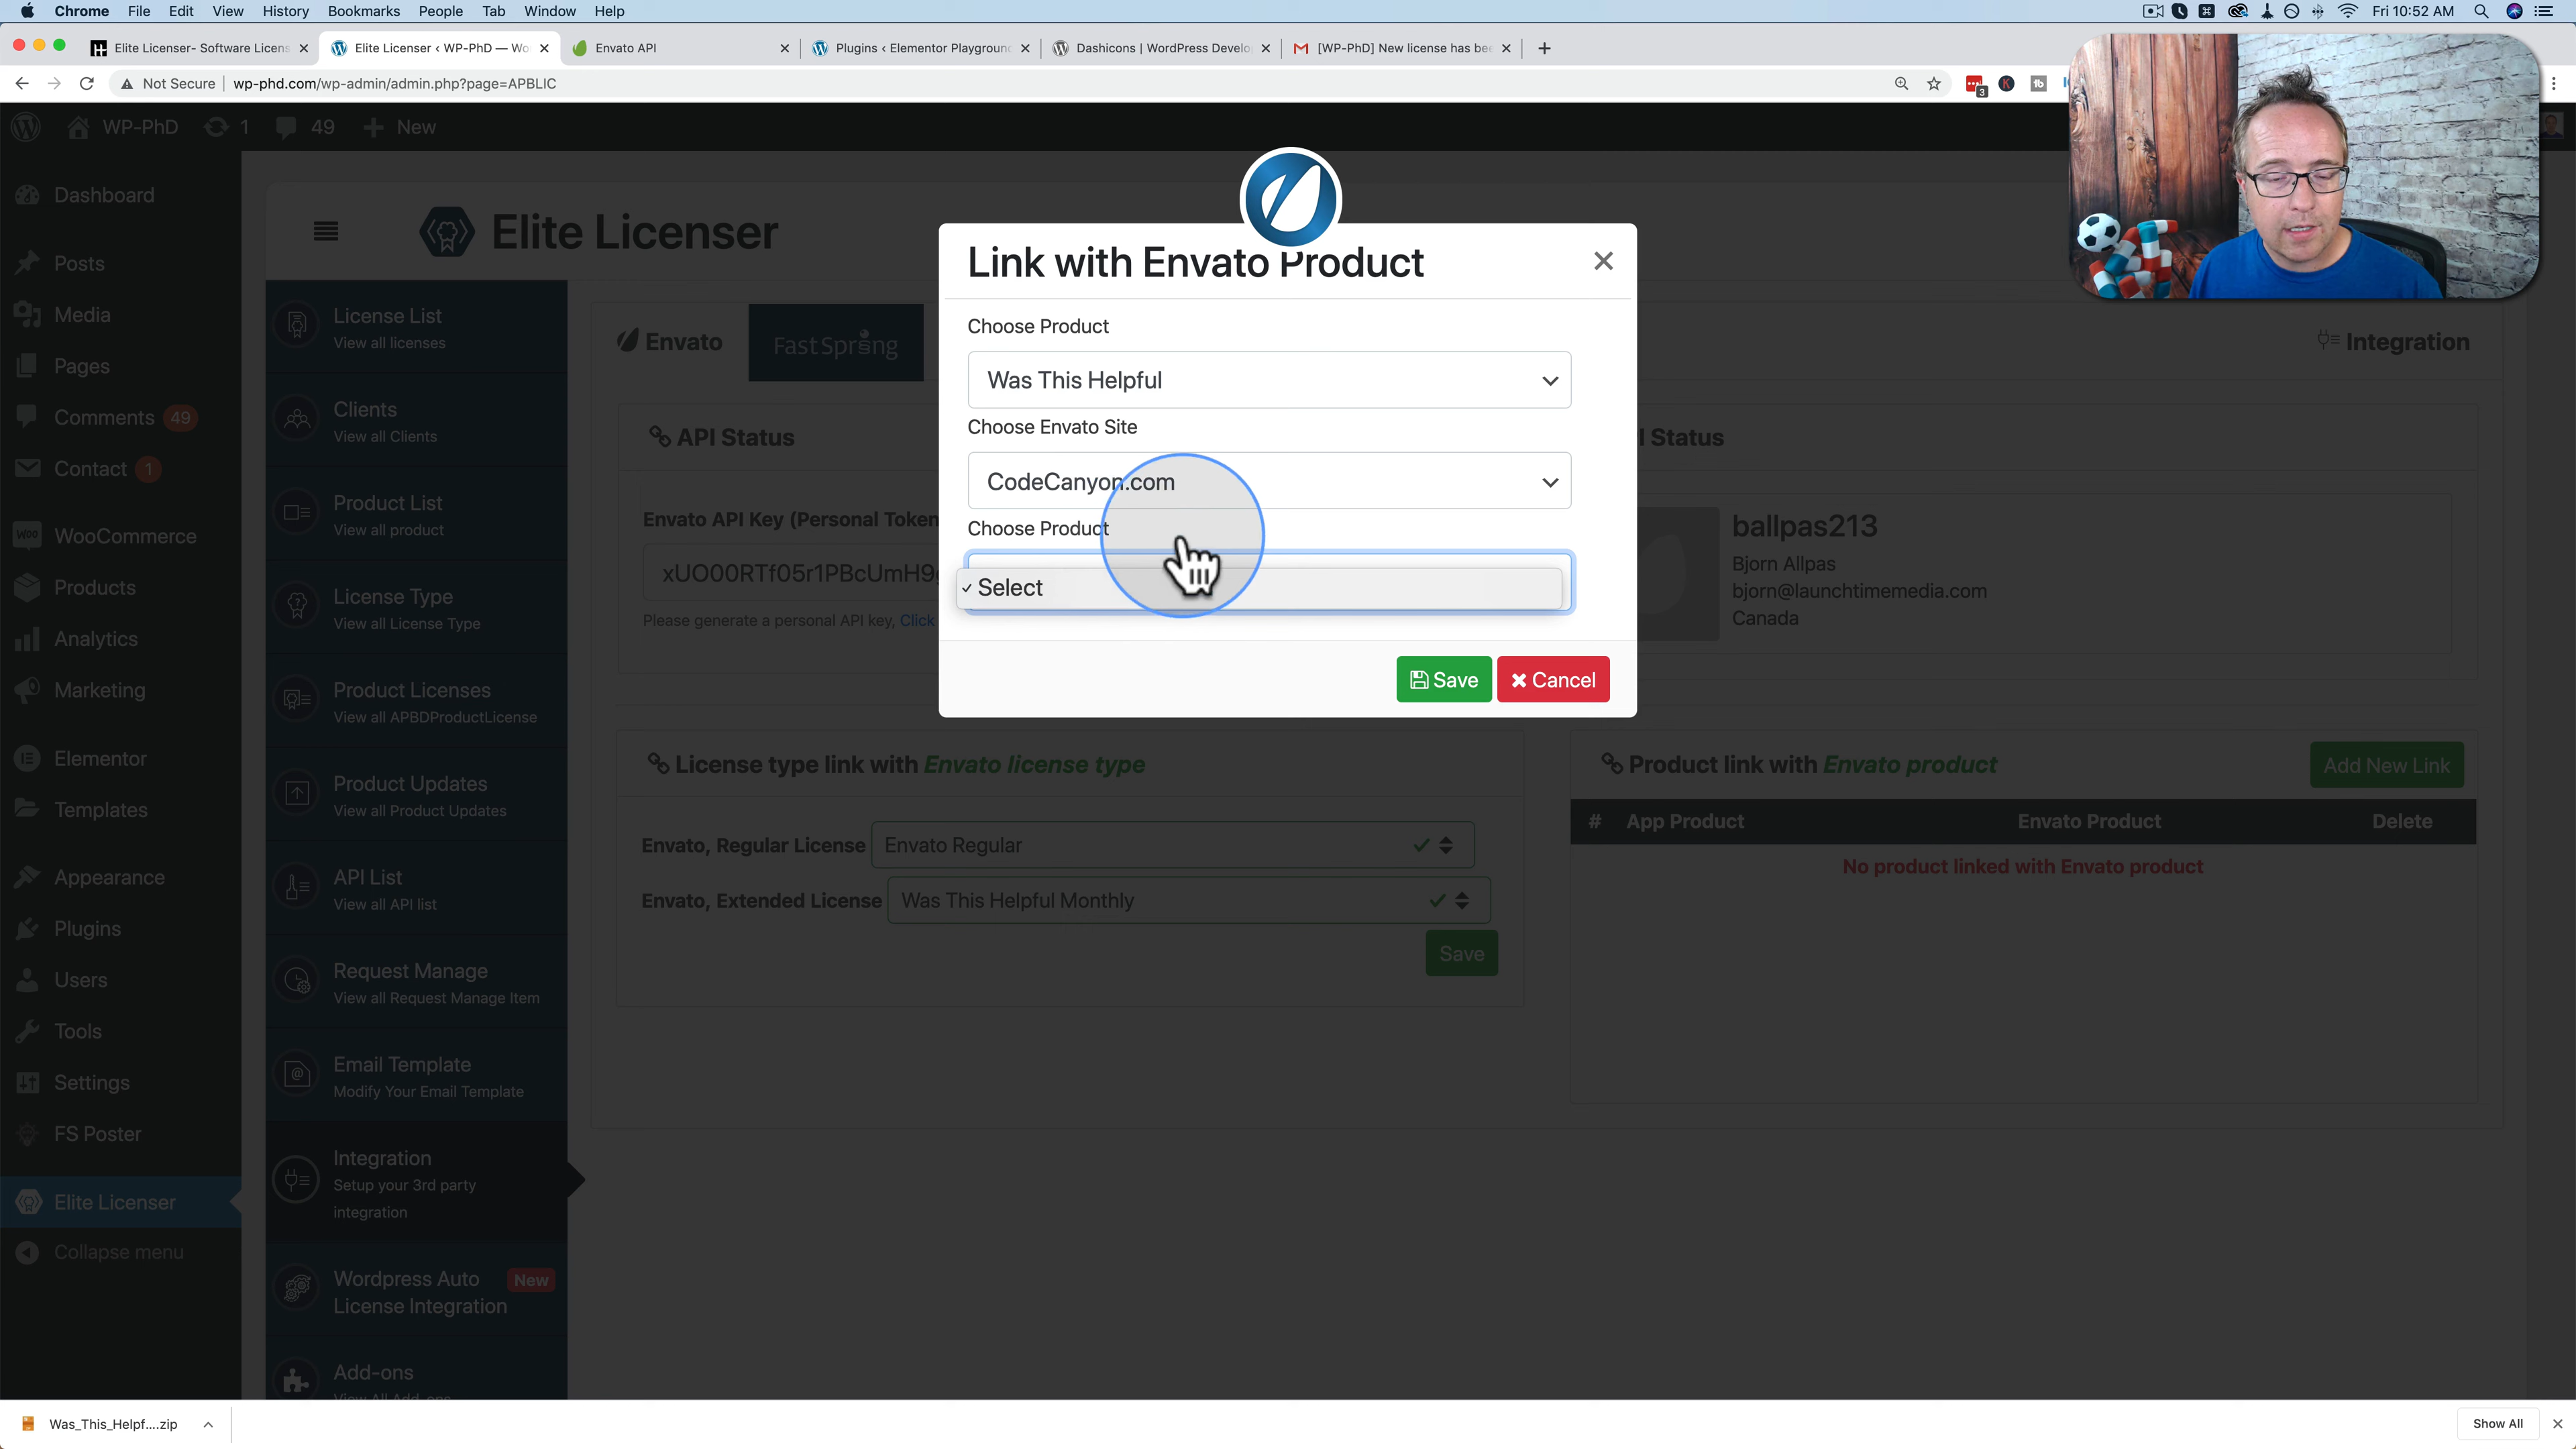 Chrome File Edit View History Bookmarks People Tab Window Help
Fri 10:52 AM
Elite Licenser- Software Licens
Elite Licenser ‹ WP-PhD — Wo
Envato API
Plugins ‹ Elementor Playground
Dashicons | WordPress Develo
[WP-PhD] New license has bee
Not Secure
wp-phd.com/wp-admin/admin.php?page=APBLIC
3
WP-PhD
1
49
New
Dashboard
Posts
Media
Pages
Comments 49
Contact 1
WooCommerce
Products
Analytics
Marketing
Elementor
Templates
Appearance
Plugins
Users
Tools
Settings
FS Poster
Elite Licenser
Collapse menu
Elite Licenser
License List
View all licenses
Clients
View all Clients
Product List
View all product
License Type
View all License Type
Product Licenses
View all APBDProductLicense
Product Updates
View all Product Updates
API List
View all API list
Request Manage
View all Request Manage Item
Email Template
Modify Your Email Template
Integration
Setup your 3rd party
integration
Wordpress Auto New
License Integration
Add-ons
View All Add-ons
Envato
FastSpring
Integration
API Status
Envato API Key (Personal Token
xUO00RTf05r1PBcUmH9g
Please generate a personal API key, Click
l Status
ballpas213
Bjorn Allpas
bjorn@launchtimemedia.com
Canada
Link with Envato Product
Choose Product
Was This Helpful
Choose Envato Site
CodeCanyon.com
Choose Product
Select
Save
Cancel
License type link with Envato license type
Envato, Regular License
Envato Regular
Envato, Extended License
Was This Helpful Monthly
Save
Product link with Envato product
Add New Link
# App Product Envato Product Delete
No product linked with Envato product
Was_This_Helpf....zip
Show All